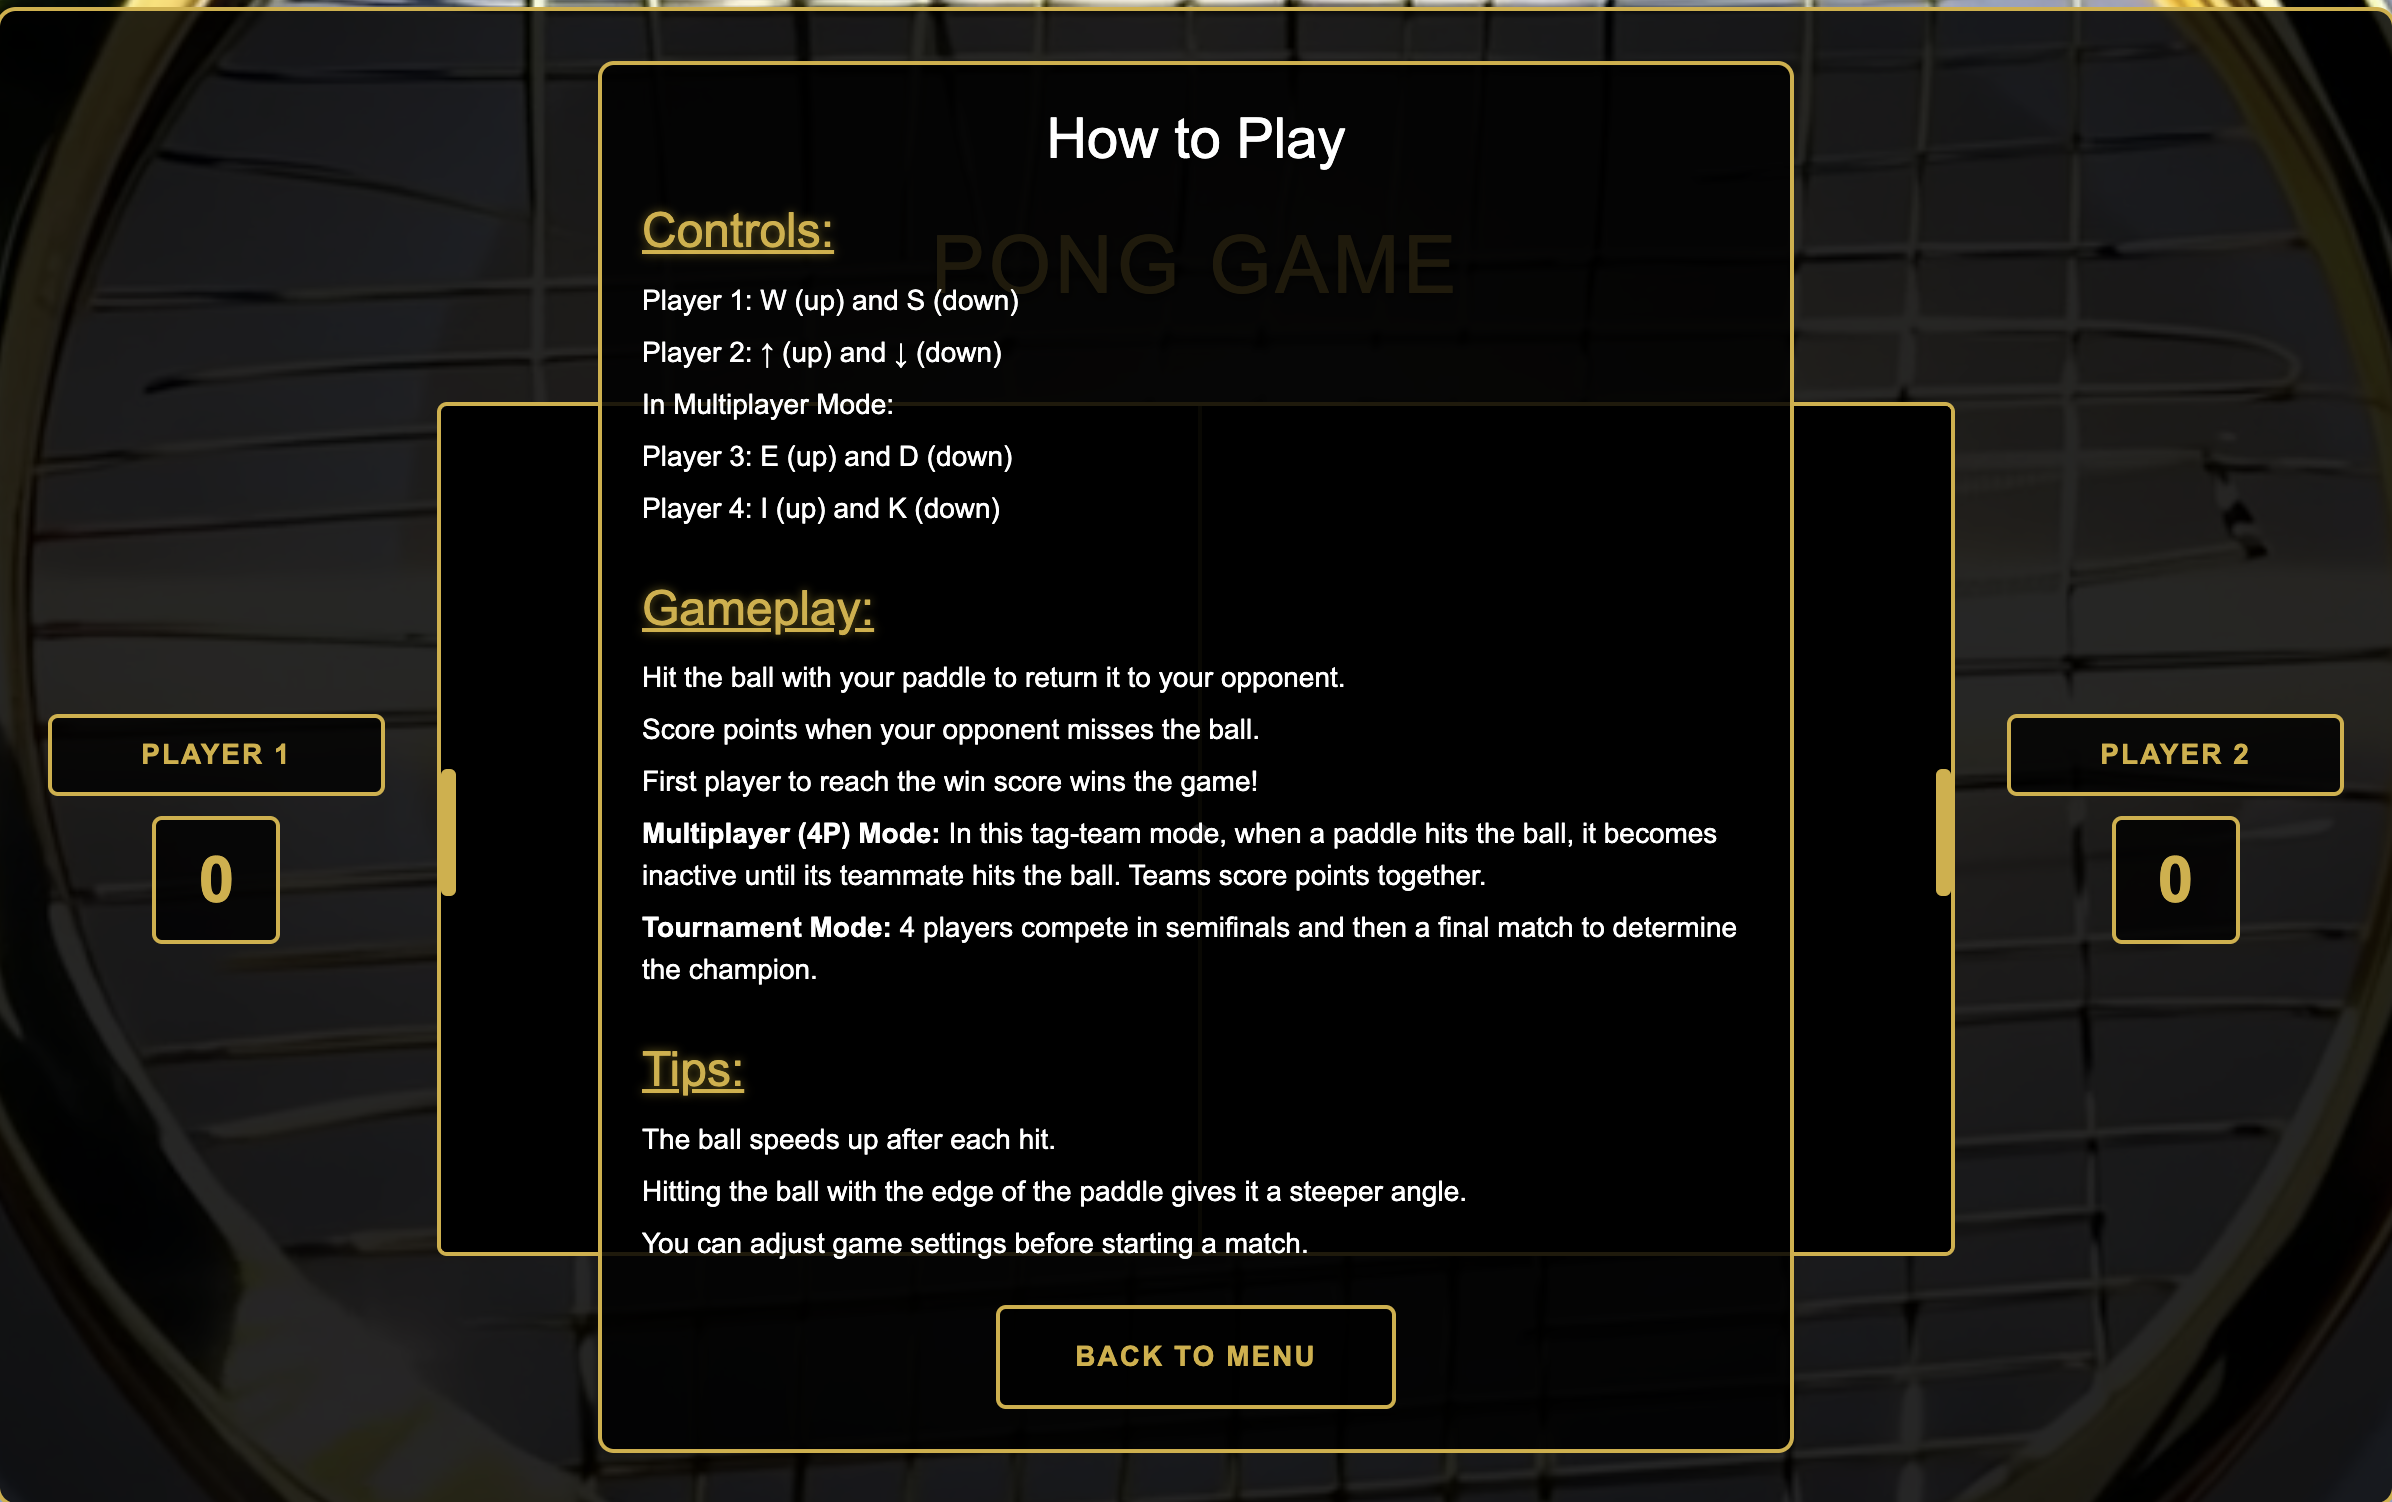 How to Play
Controls:
PONG GAME
Player 1: W (up) and S (down)
Player 2: ↑ (up) and ↓ (down)
In Multiplayer Mode:
Player 3: E (up) and D (down)
Player 4: I (up) and K (down)
Gameplay:
Hit the ball with your paddle to return it to your opponent.
Score points when your opponent misses the ball.
First player to reach the win score wins the game!
Multiplayer (4P) Mode: In this tag-team mode, when a paddle hits the ball, it becomes
inactive until its teammate hits the ball. Teams score points together.
Tournament Mode: 4 players compete in semifinals and then a final match to determine
the champion.
Tips:
The ball speeds up after each hit.
Hitting the ball with the edge of the paddle gives it a steeper angle.
You can adjust game settings before starting a match.
BACK TO MENU
PLAYER 1
0
PLAYER 2
0